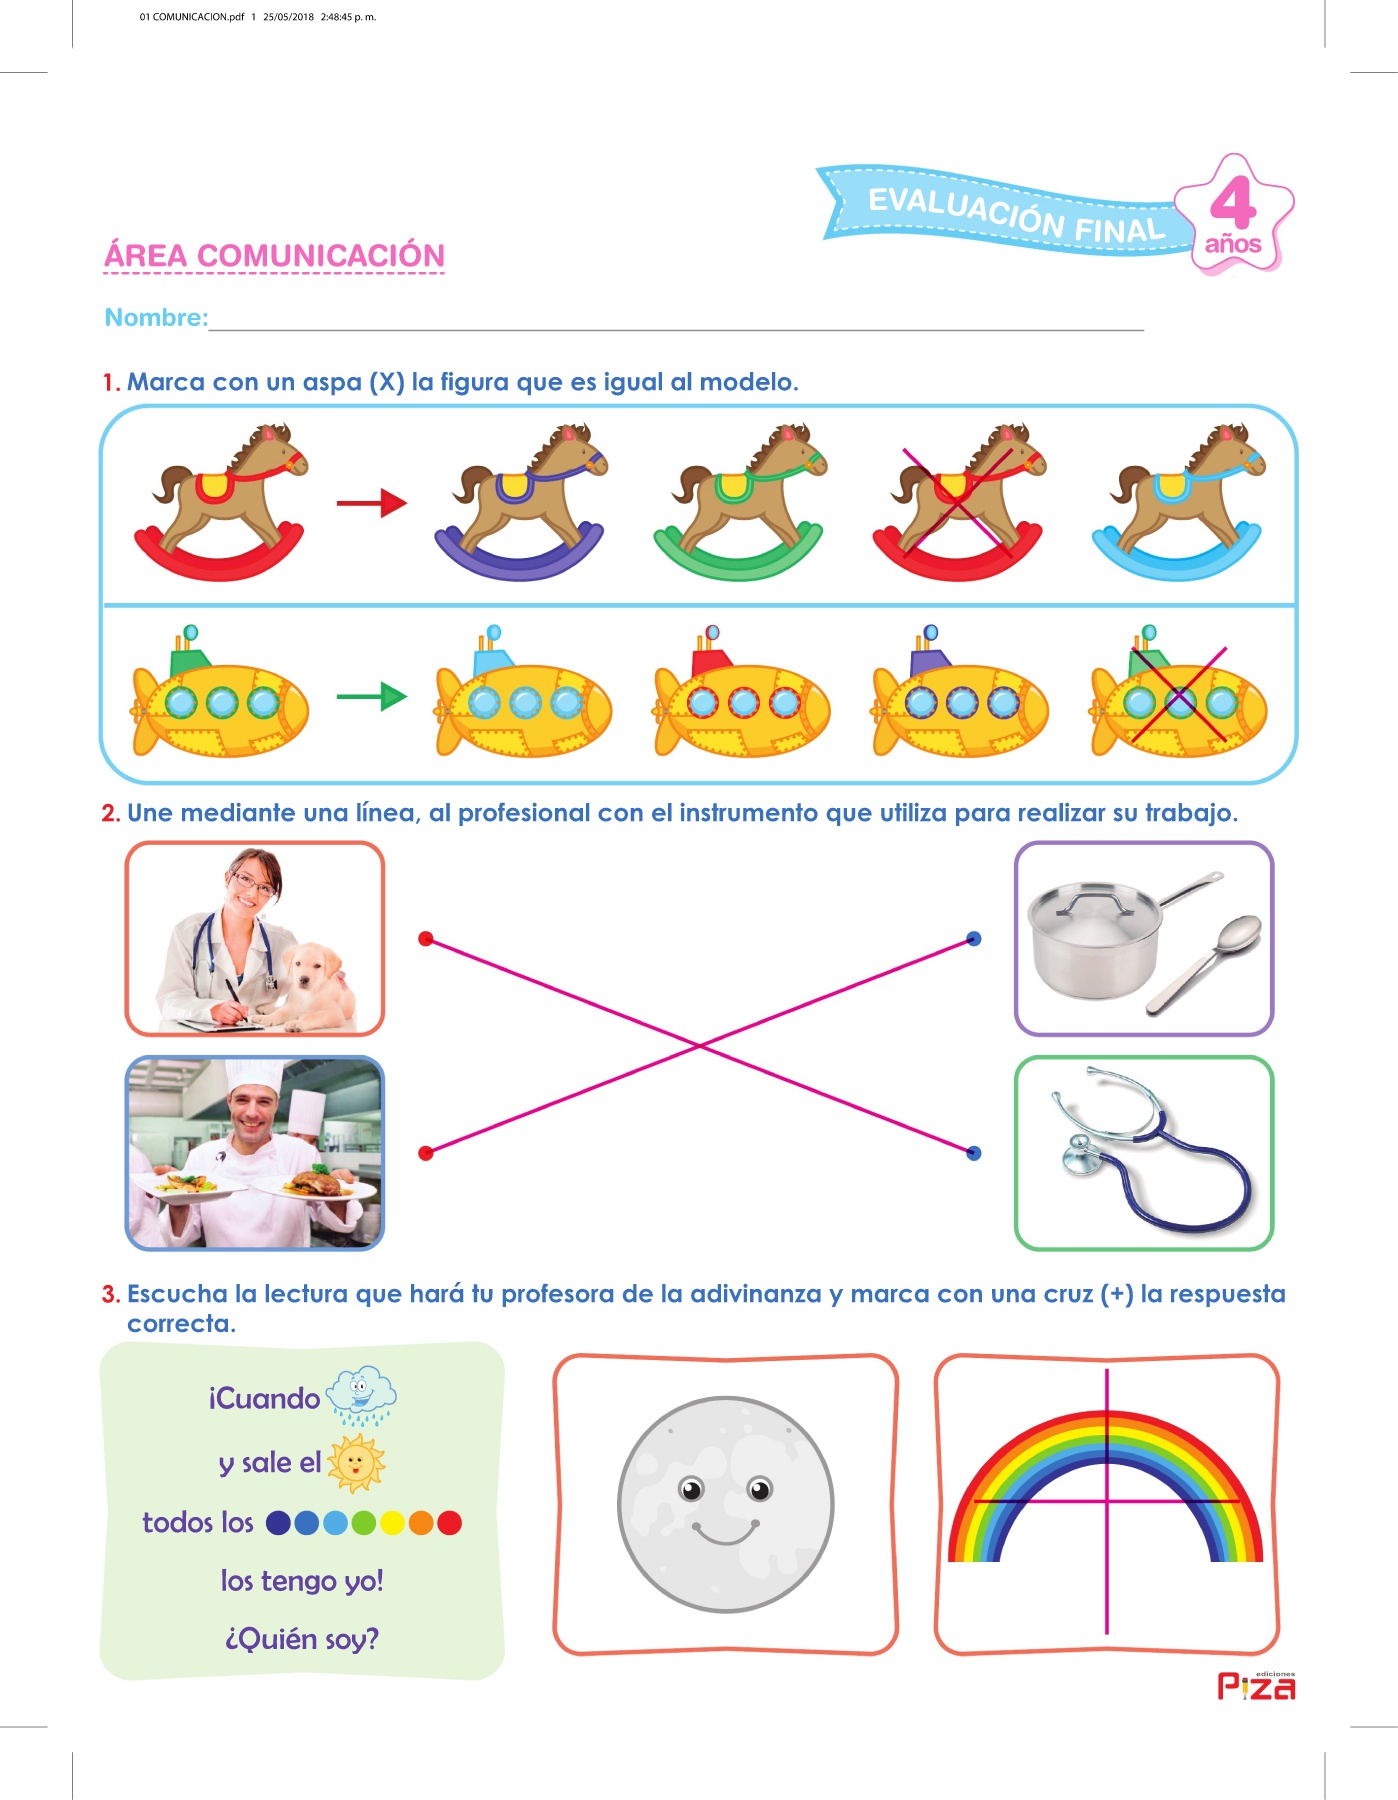 01 COMUNICACION.pdf 1 25/05/2018 2:48:45 p. m.
EVALUACIÓN FINAL
4
años
ÁREA COMUNICACIÓN
Nombre:
1. Marca con un aspa (X) la figura que es igual al modelo.
2. Une mediante una línea, al profesional con el instrumento que utiliza para realizar su trabajo.
3. Escucha la lectura que hará tu profesora de la adivinanza y marca con una cruz (+) la respuesta
correcta.
¡Cuando
y sale el
todos los
los tengo yo!
¿Quién soy?
ediciones
Piza